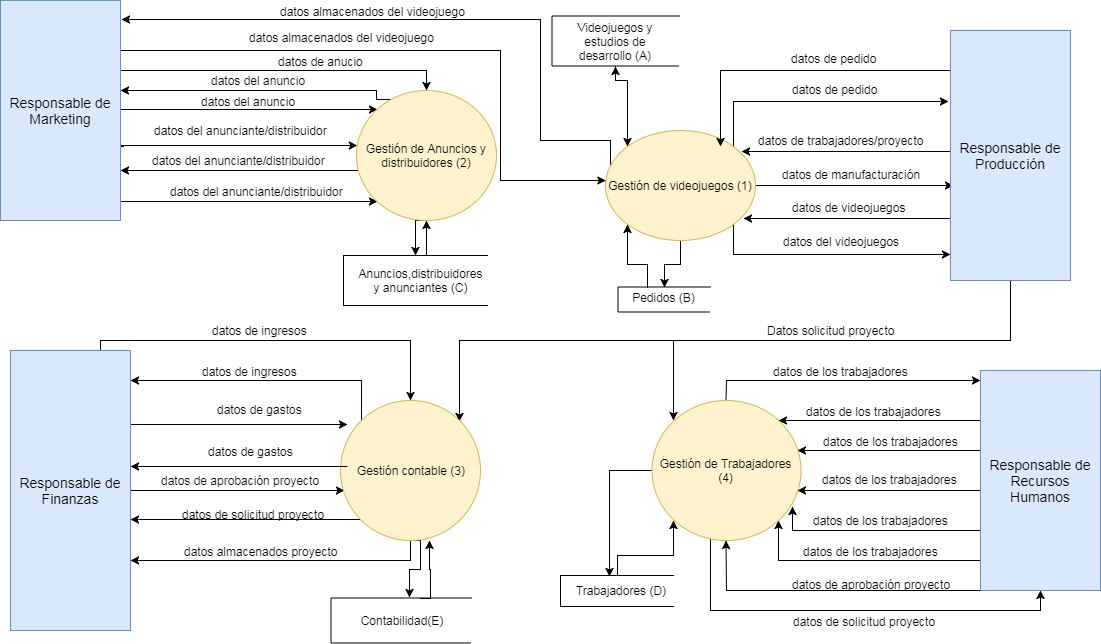 datos almacenados del videojuego
datos almacenados del videojuego
datos de anucio
datos del anuncio
datos del anuncio
datos del anunciante/distribuidor
datos del anunciante/distribuidor
datos del anunciante/distribuidor
Responsable de
Marketing
Gestión de Anuncios y
distribuidores (2)
Anuncios,distribuidores
y anunciantes (C)
Videojuegos y
estudios de
desarrollo (A)
Gestión de videojuegos (1)
Pedidos (B)
datos de pedido
datos de pedido
datos de trabajadores/proyecto
datos de manufacturación
datos de videojuegos
datos del videojuegos
Responsable de
Producción
datos de ingresos
Datos solicitud proyecto
datos de ingresos
datos de gastos
datos de gastos
datos de aprobación proyecto
datos de solicitud proyecto
datos almacenados proyecto
Responsable de
Finanzas
Gestión contable (3)
Contabilidad(E)
Gestión de Trabajadores
(4)
Trabajadores (D)
datos de los trabajadores
datos de los trabajadores
datos de los trabajadores
datos de los trabajadores
datos de los trabajadores
datos de los trabajadores
datos de aprobación proyecto
datos de solicitud proyecto
Responsable de
Recursos
Humanos